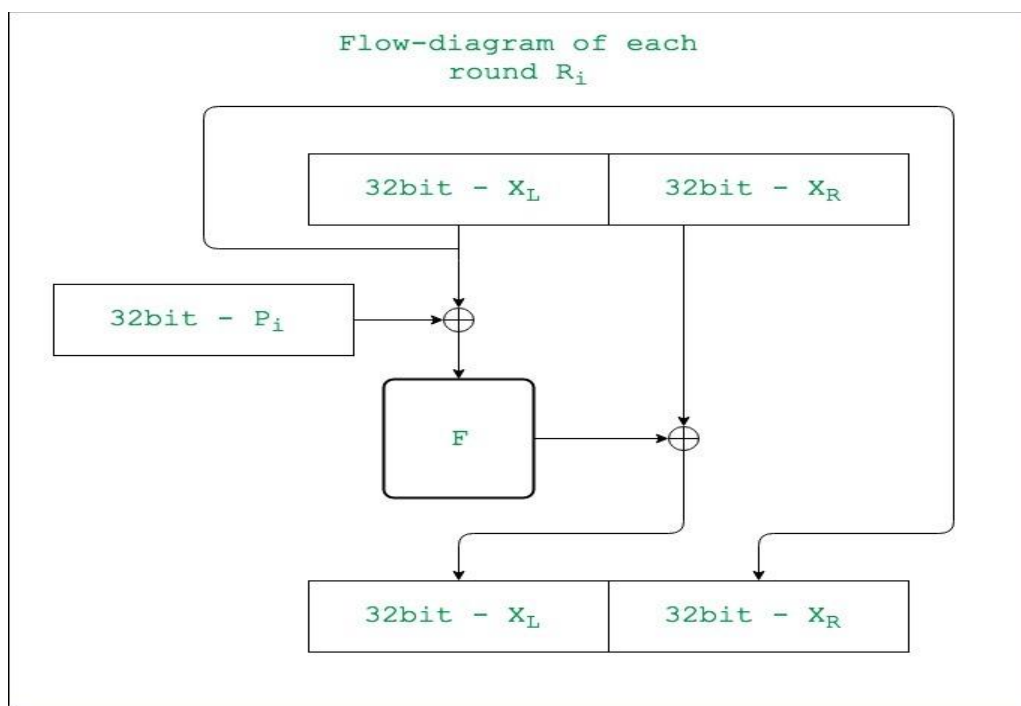 Flow-diagram of each
round Rᵢ
32bit - X_L
32bit - X_R
32bit - Pᵢ
F
32bit - X_L
32bit - X_R